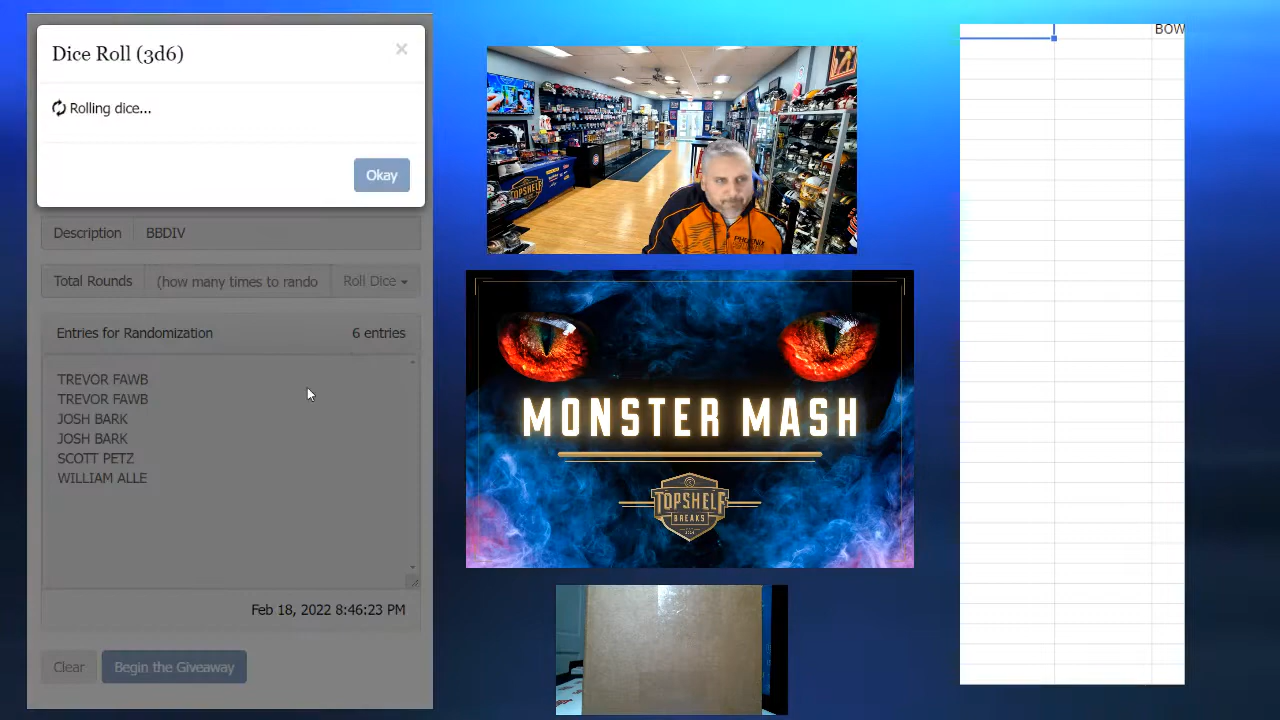 Dice Roll (3d6)
×
Rolling dice...
Okay
Description BBDIV
Total Rounds (how many times to rando Roll Dice
Entries for Randomization 6 entries
TREVOR FAWB
TREVOR FAWB
JOSH BARK
JOSH BARK
SCOTT PETZ
WILLIAM ALLE
Feb 18, 2022 8:46:23 PM
Clear Begin the Giveaway
TOPSHELF
PHOENIX
MONSTER MASH
TOPSHELF
BREAKS
BOW